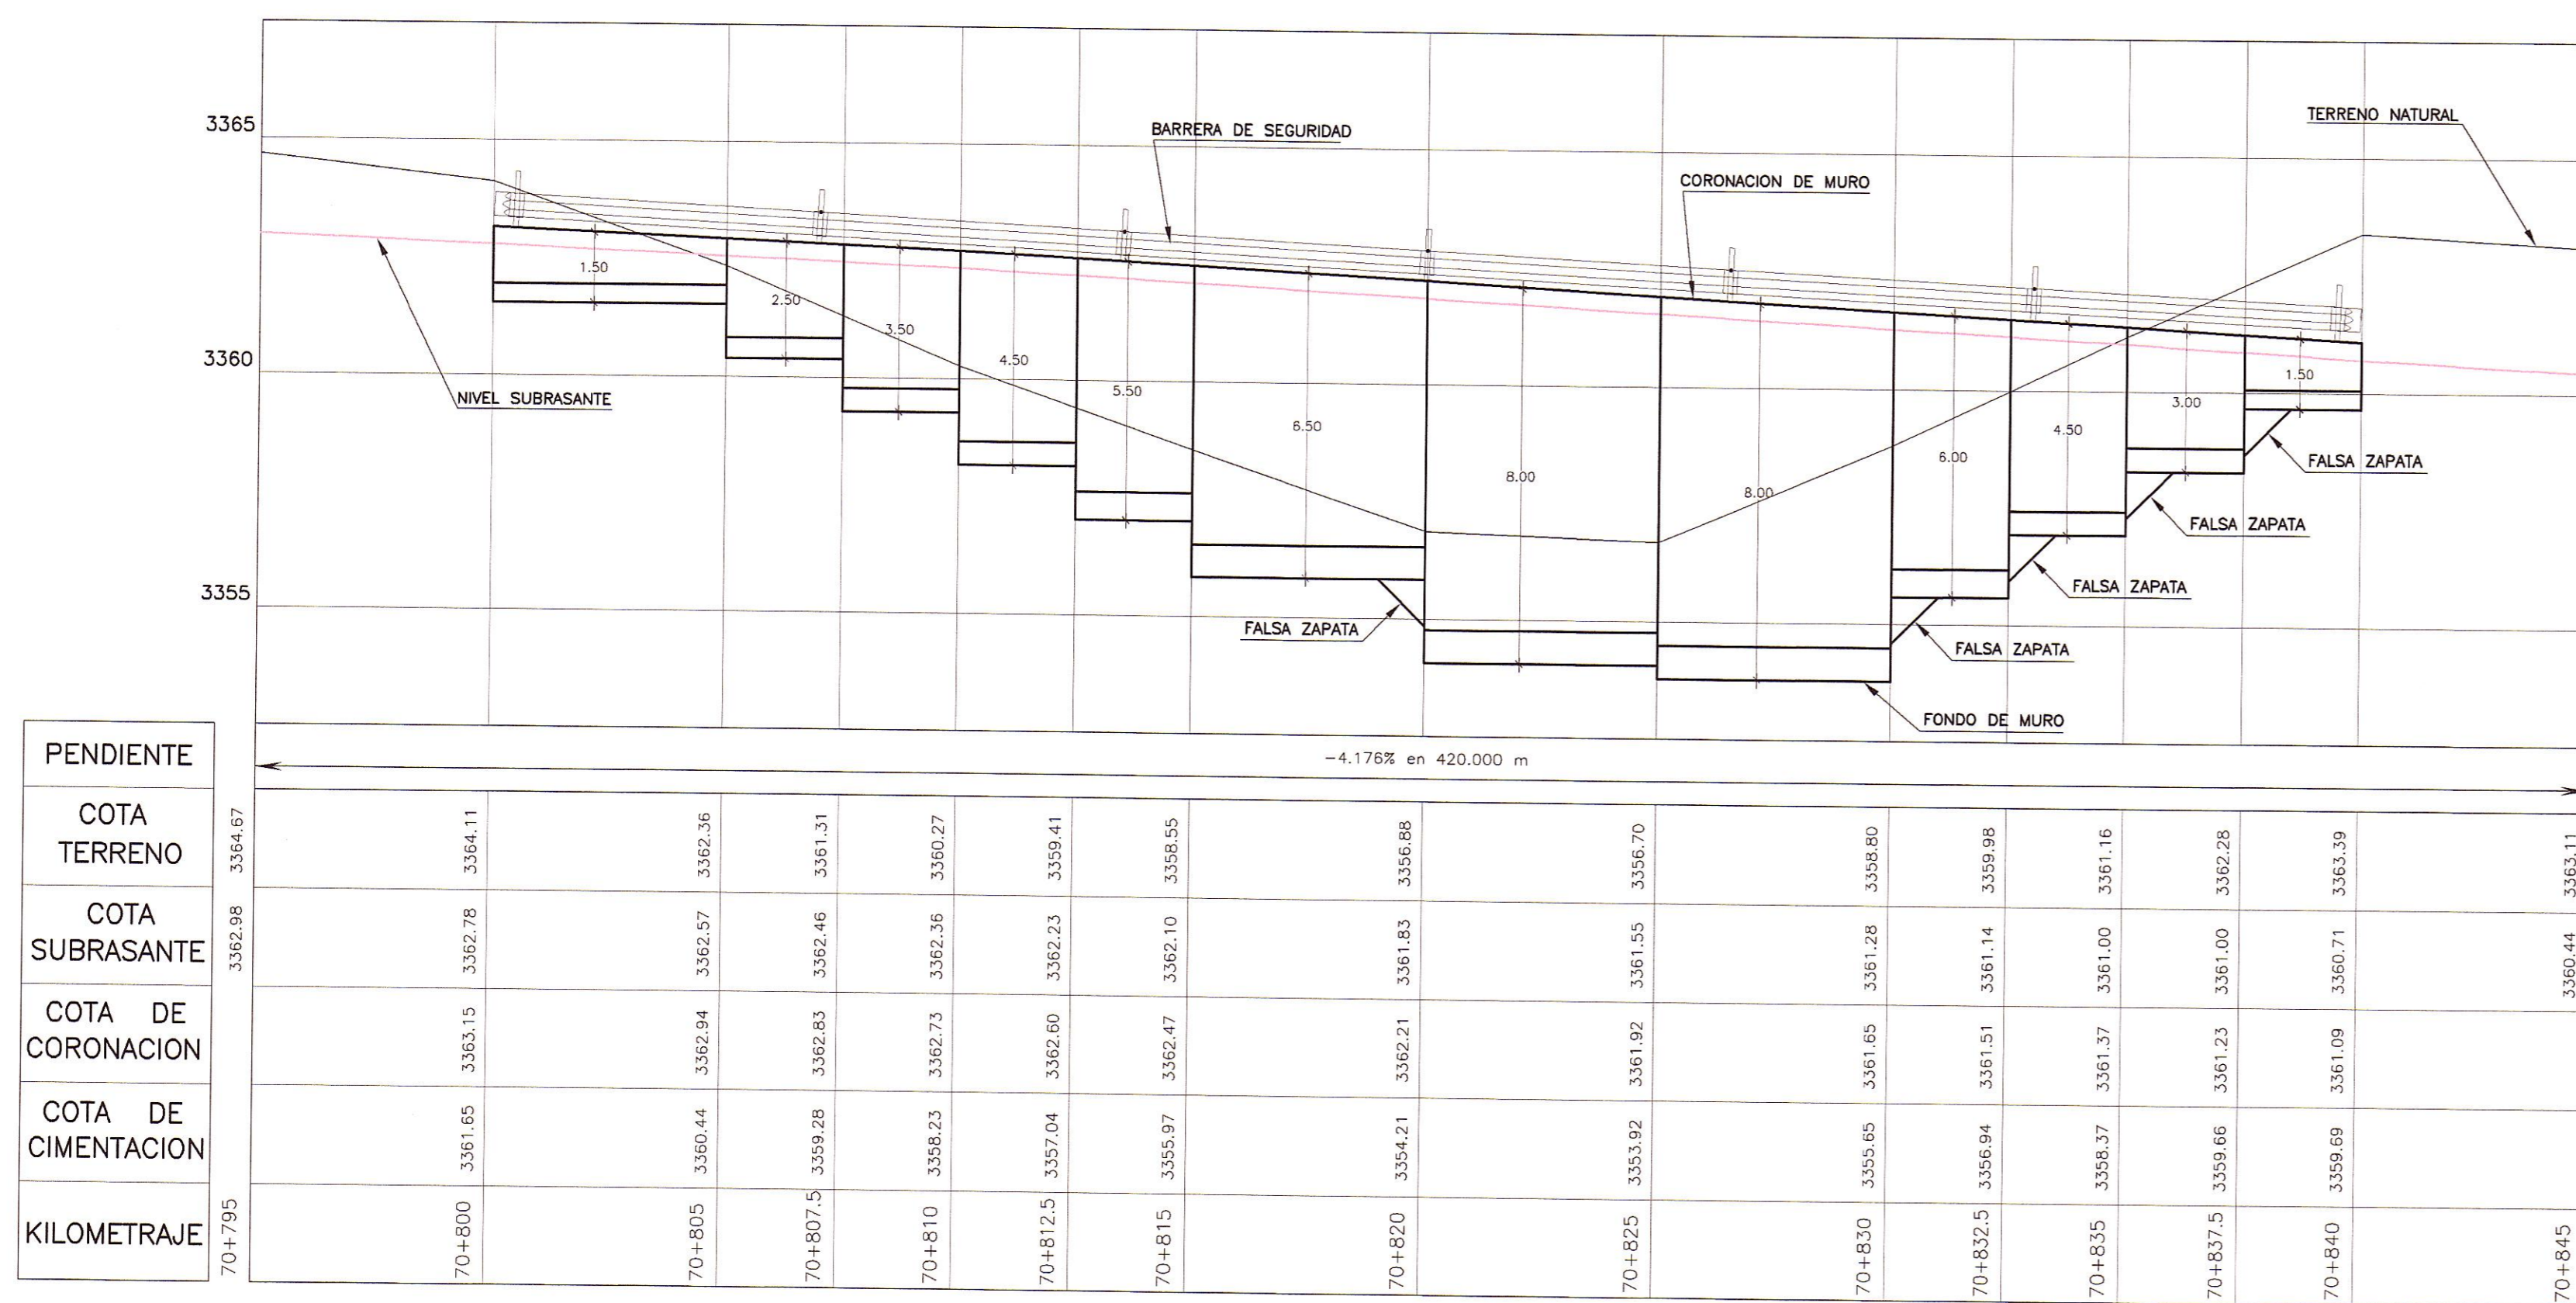 3365
3360
3355
BARRERA DE SEGURIDAD
TERRENO NATURAL
CORONACION DE MURO
NIVEL SUBRASANTE
1.50
2.50
3.50
4.50
5.50
6.50
8.00
8.00
6.00
4.50
3.00
1.50
FALSA ZAPATA
FALSA ZAPATA
FALSA ZAPATA
FALSA ZAPATA
FALSA ZAPATA
FONDO DE MURO
PENDIENTE
-4.176% en 420.000 m
COTA
TERRENO
3364.67 3364.11 3362.36 3361.31 3360.27 3359.41 3358.55 3356.88 3356.70 3358.80 3359.98 3361.16 3362.28 3363.39 3363.11
COTA
SUBRASANTE
3362.98 3362.78 3362.57 3362.46 3362.36 3362.23 3362.10 3361.83 3361.55 3361.28 3361.14 3361.00 3361.00 3360.71 3360.44
COTA DE
CORONACION
3363.15 3362.94 3362.83 3362.73 3362.60 3362.47 3362.21 3361.92 3361.65 3361.51 3361.37 3361.23 3361.09
COTA DE
CIMENTACION
3361.65 3360.44 3359.28 3358.23 3357.04 3355.97 3354.21 3353.92 3355.65 3356.94 3358.37 3359.66 3359.69
KILOMETRAJE
70+795 70+800 70+805 70+807.5 70+810 70+812.5 70+815 70+820 70+825 70+830 70+832.5 70+835 70+837.5 70+840 70+845